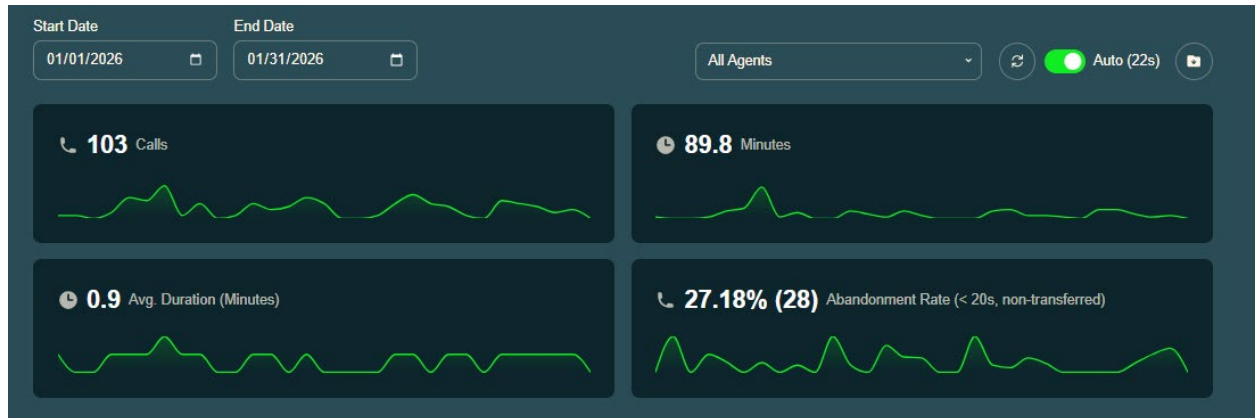 Start Date End Date
01/01/2026 01/31/2026 All Agents Auto (22s)
103 Calls
89.8 Minutes
0.9 Avg. Duration (Minutes)
27.18% (28) Abandonment Rate (< 20s, non-transferred)